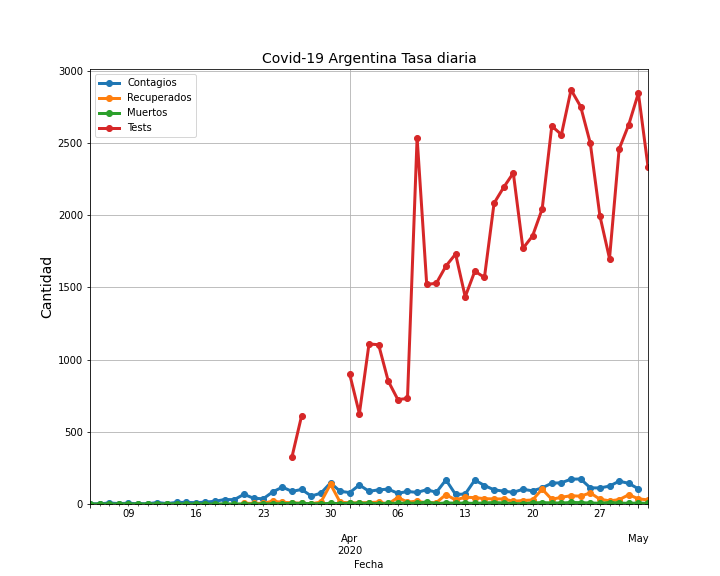 Covid-19 Argentina Tasa diaria
Contagios
Recuperados
Muertos
Tests
3000
2500
2000
1500
1000
500
0
Cantidad
09 16 23 30 06 13 20 27
Apr May
2020
Fecha